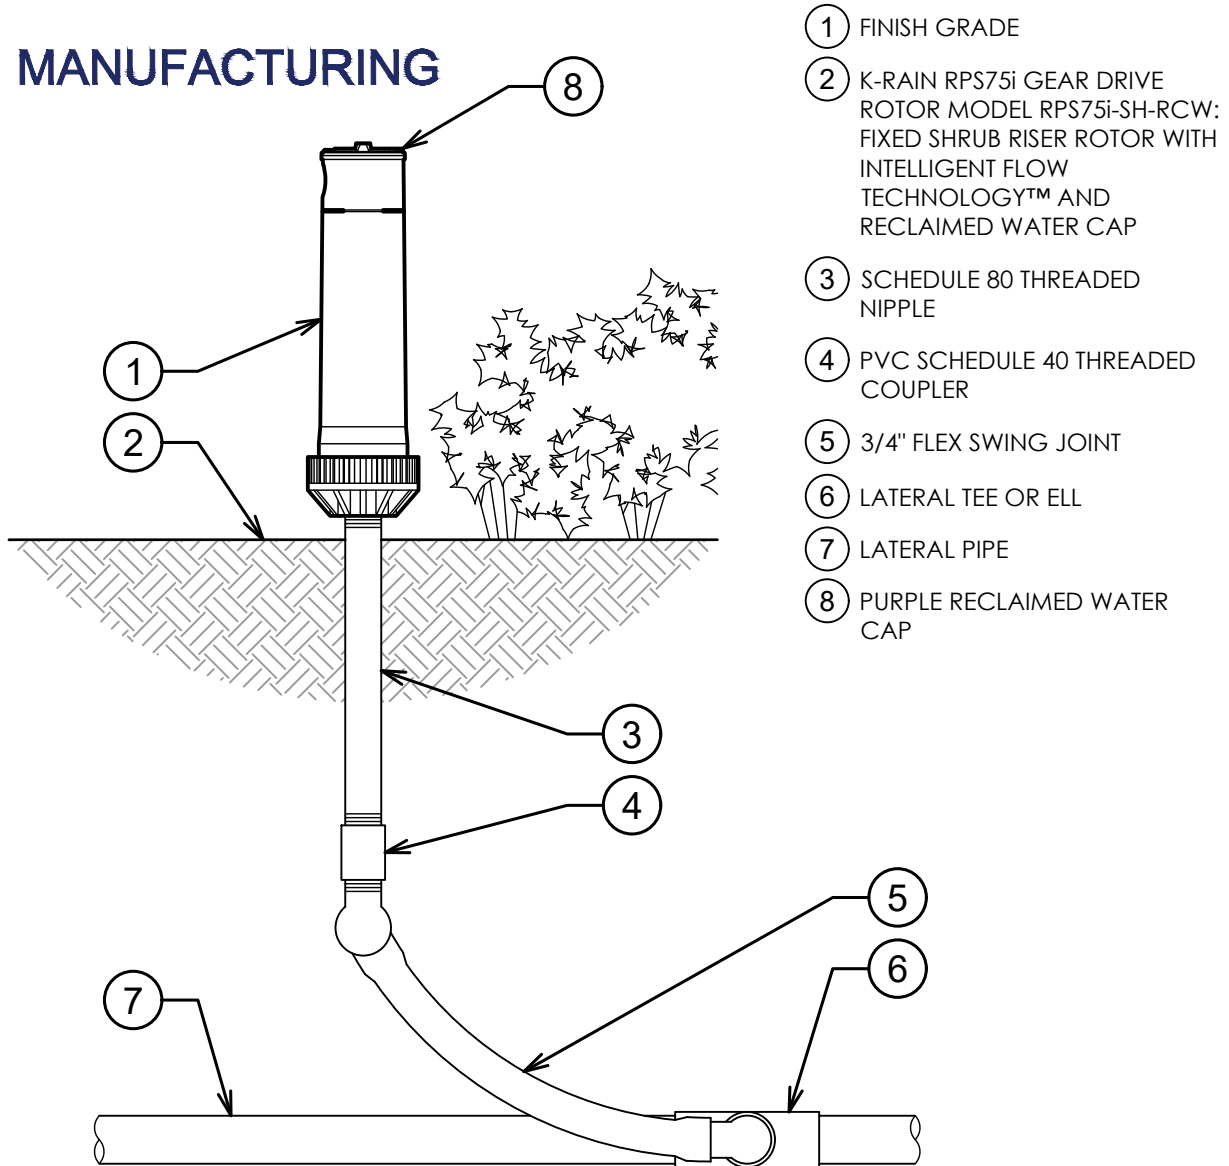 MANUFACTURING
8
1
2
3
4
5
6
7
1 FINISH GRADE
2 K-RAIN RPS75i GEAR DRIVE
ROTOR MODEL RPS75i-SH-RCW:
FIXED SHRUB RISER ROTOR WITH
INTELLIGENT FLOW
TECHNOLOGY™ AND
RECLAIMED WATER CAP
3 SCHEDULE 80 THREADED
NIPPLE
4 PVC SCHEDULE 40 THREADED
COUPLER
5 3/4" FLEX SWING JOINT
6 LATERAL TEE OR ELL
7 LATERAL PIPE
8 PURPLE RECLAIMED WATER
CAP